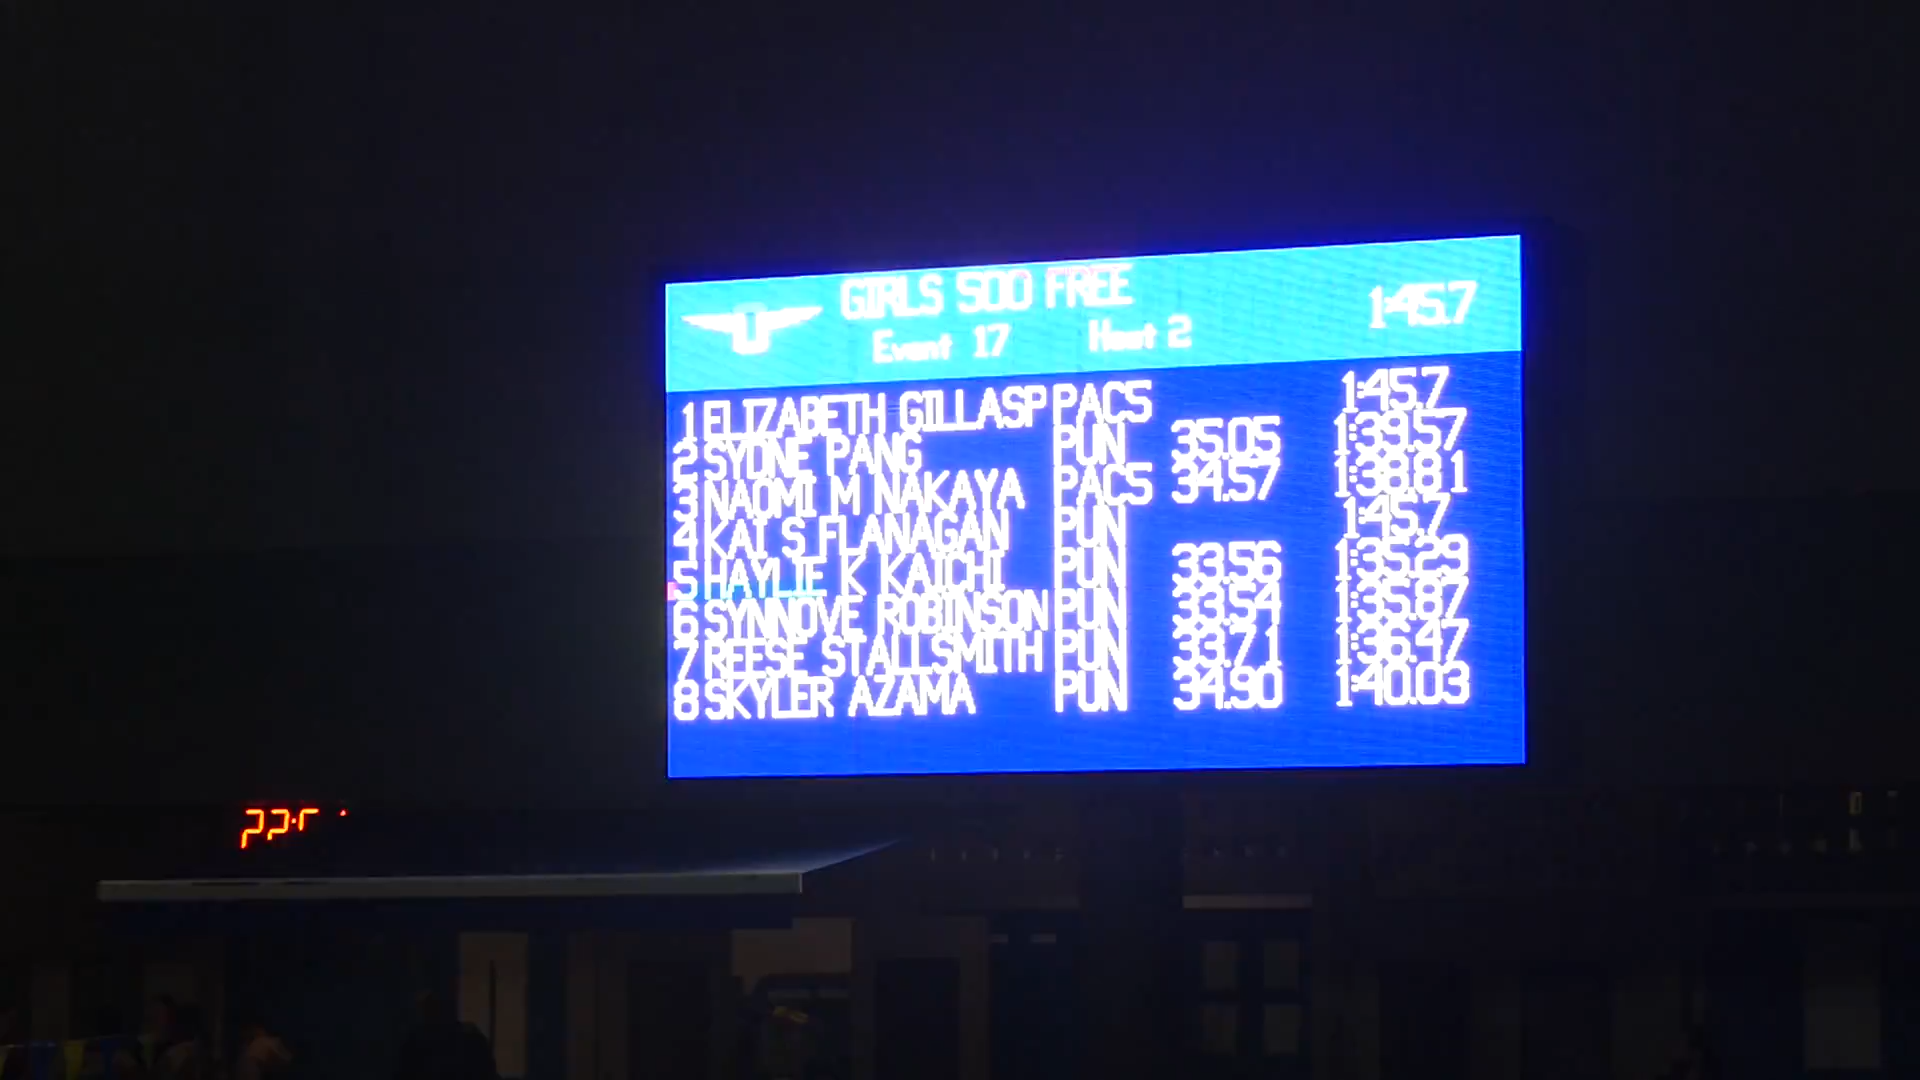 GIRLS 500 FREE
Event 17 Heat 2 1:45.7
1 ELIZABETH GILLASP PACS 1:45.7
2 SYDNE PANG PUN 35.05 1:39.57
3 NAOMI M NAKAYA PACS 34.57 1:38.81
4 KAI S FLANAGAN PUN 1:45.7
5 HAYLIE K KAICHI PUN 33.56 1:35.29
6 SYNNOVE ROBINSON PUN 33.54 1:35.87
7 REESE STALLSMITH PUN 33.71 1:36.47
8 SKYLER AZAMA PUN 34.90 1:40.03